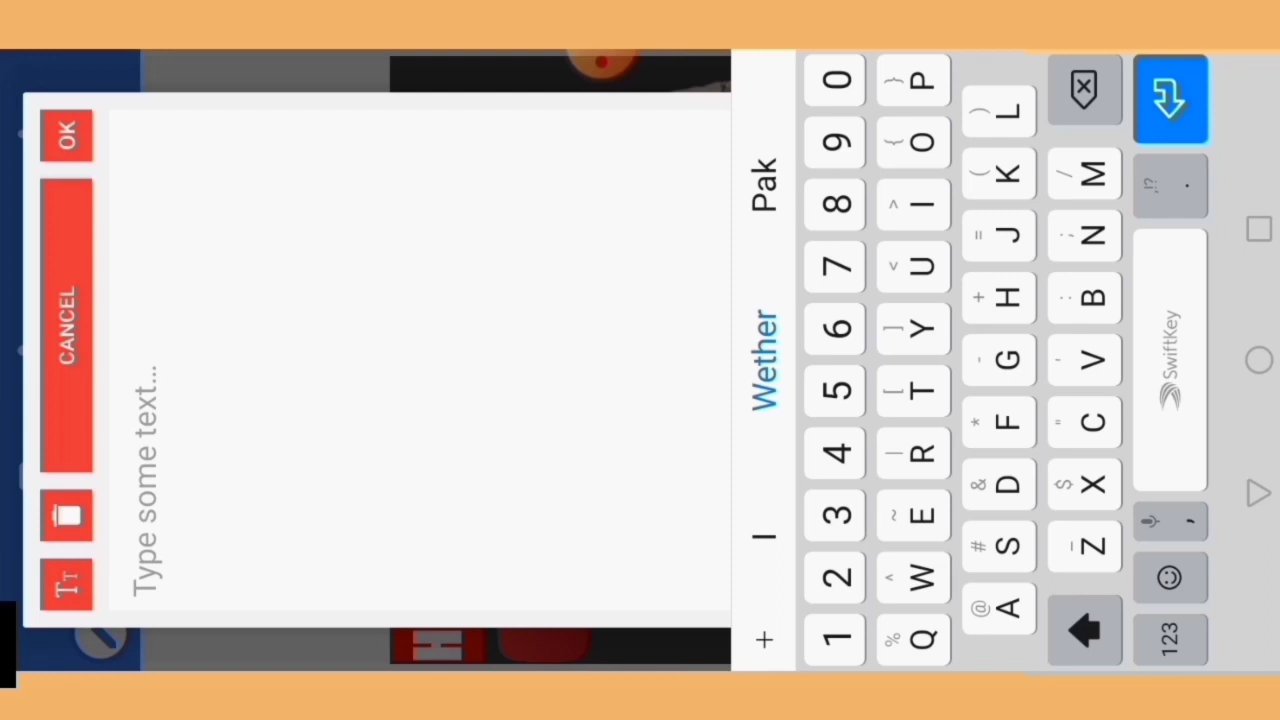 TT CANCEL OK
Type some text...
H
+ I Wether Pak
1 2 3 4 5 6 7 8 9 0
% ^ ~ | [ ] < > { }
Q W E R T Y U I O P
@ # & * - + = ( )
A S D F G H J K L
_ $ " ' : ; /
Z X C V B N M
123 , SwiftKey ,!? .